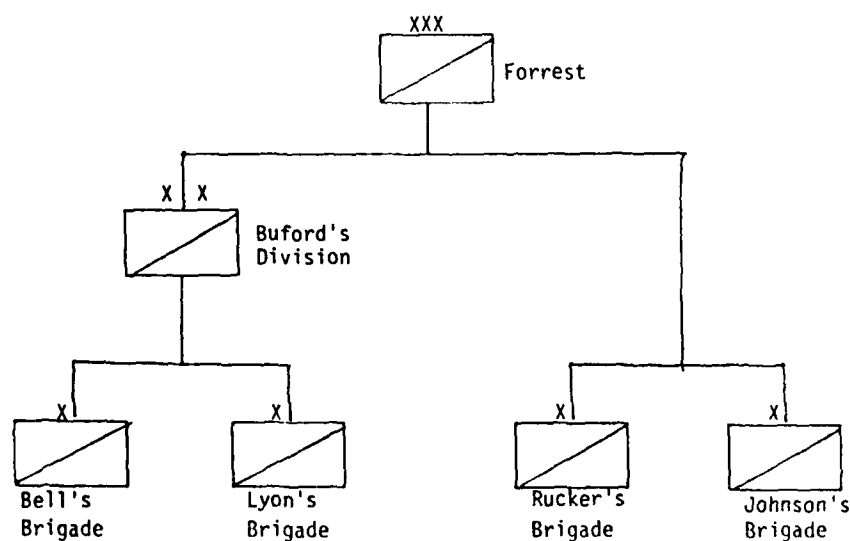 XXX
Forrest
X X
Buford's
Division
X
Bell's
Brigade
X
Lyon's
Brigade
X
Rucker's
Brigade
X
Johnson's
Brigade